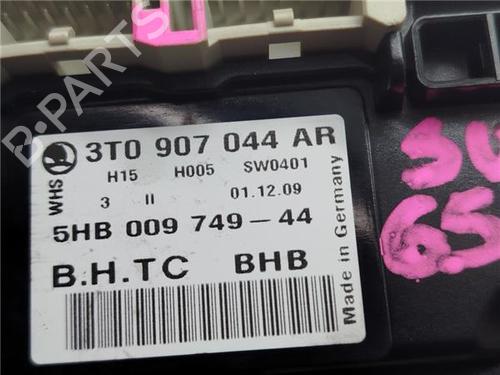 3T0 907 044 AR
WHS
H15 H005 SW0401
3 II 01.12.09
5HB 009 749-44
B.H.TC BHB
Made in Germany
B-PARTS